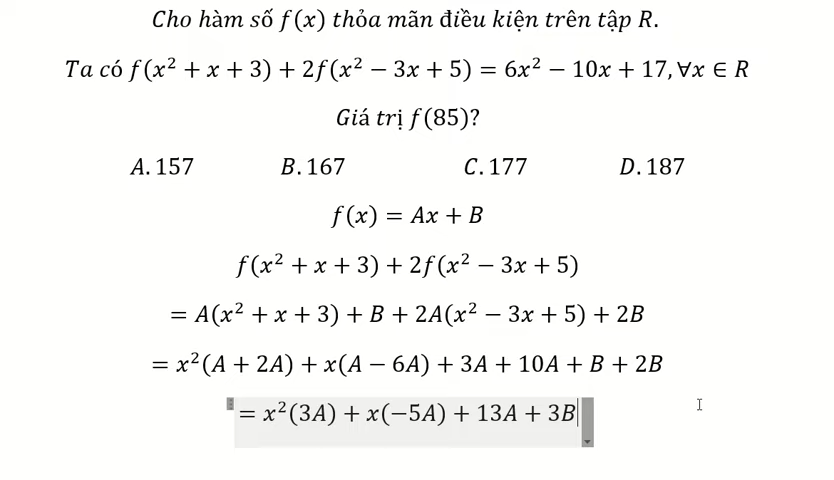 Cho hàm số f(x) thỏa mãn điều kiện trên tập R.
Ta có f(x² + x + 3) + 2f(x² − 3x + 5) = 6x² − 10x + 17, ∀x ∈ R
Giá trị f(85)?
A. 157 B. 167 C. 177 D. 187
f(x) = Ax + B
f(x² + x + 3) + 2f(x² − 3x + 5)
= A(x² + x + 3) + B + 2A(x² − 3x + 5) + 2B
= x²(A + 2A) + x(A − 6A) + 3A + 10A + B + 2B
= x²(3A) + x(−5A) + 13A + 3B